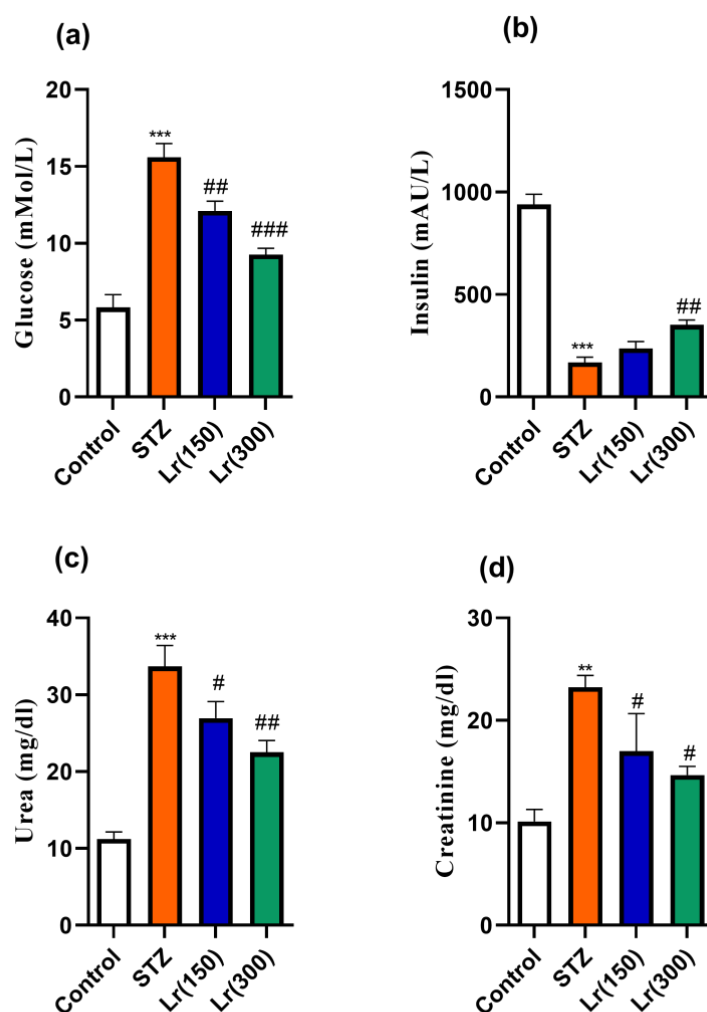 (a)
Glucose (mMol/L)
20
15
10
5
0
***
##
###
Control
STZ
Lr(150)
Lr(300)
(b)
Insulin (mAU/L)
1500
1000
500
0
***
##
Control
STZ
Lr(150)
Lr(300)
(c)
Urea (mg/dl)
40
30
20
10
0
***
#
##
Control
STZ
Lr(150)
Lr(300)
(d)
Creatinine (mg/dl)
30
20
10
0
**
#
#
Control
STZ
Lr(150)
Lr(300)